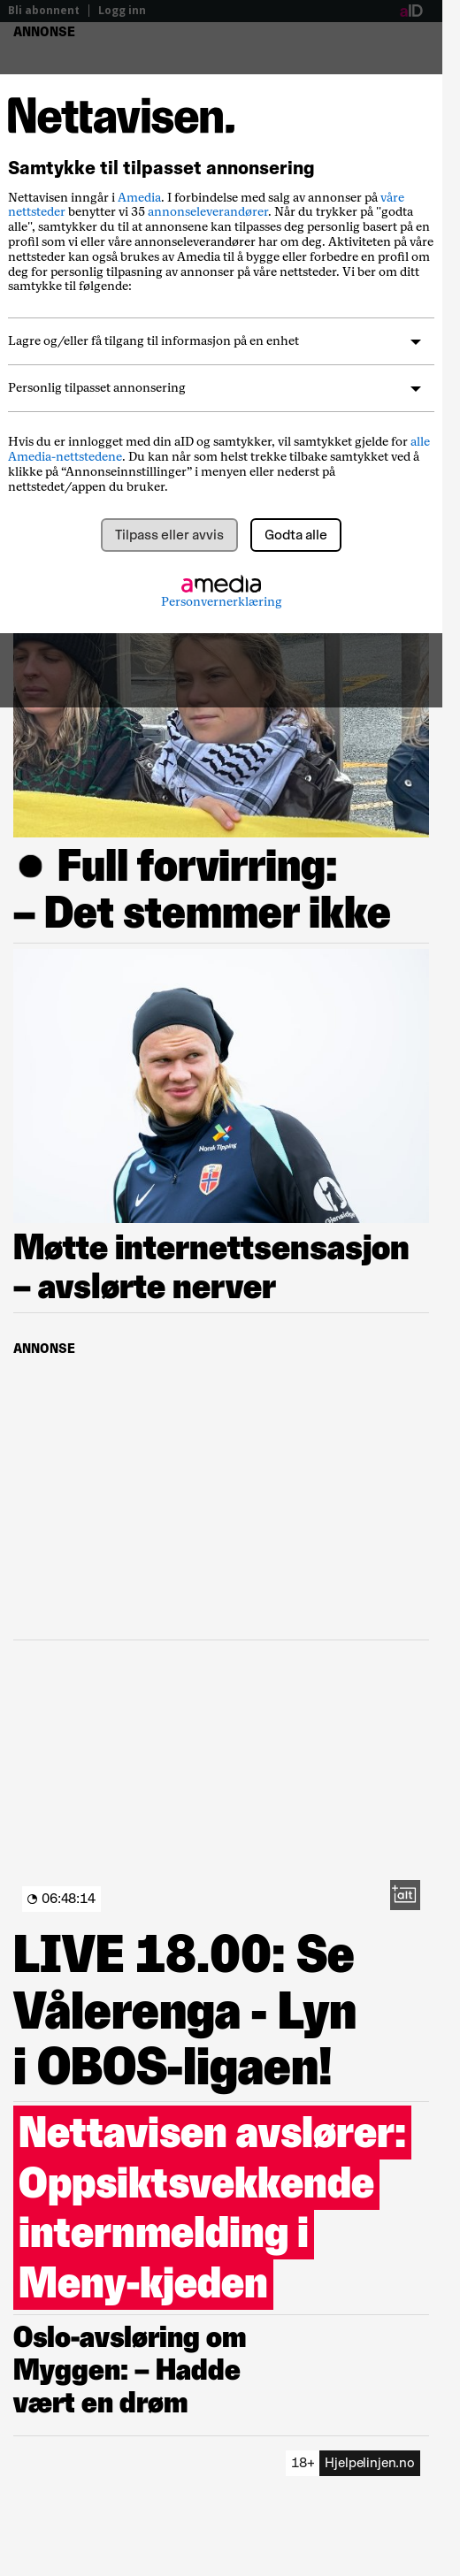 Bli abonnent | Logg inn aID
ANNONSE
Nettavisen.
Samtykke til tilpasset annonsering
Nettavisen inngår i Amedia. I forbindelse med salg av annonser på våre
nettsteder benytter vi 35 annonseleverandører. Når du trykker på "godta
alle", samtykker du til at annonsene kan tilpasses deg personlig basert på en
profil som vi eller våre annonseleverandører har om deg. Aktiviteten på våre
nettsteder kan også brukes av Amedia til å bygge eller forbedre en profil om
deg for personlig tilpasning av annonser på våre nettsteder. Vi ber om ditt
samtykke til følgende:
Lagre og/eller få tilgang til informasjon på en enhet
Personlig tilpasset annonsering
Hvis du er innlogget med din aID og samtykker, vil samtykket gjelde for alle
Amedia-nettstedene. Du kan når som helst trekke tilbake samtykket ved å
klikke på “Annonseinnstillinger” i menyen eller nederst på
nettstedet/appen du bruker.
Tilpass eller avvis Godta alle
amedia
Personvernerklæring
● Full forvirring:
– Det stemmer ikke
Norsk Tipping
Gjensidige
Møtte internettsensasjon
– avslørte nerver
ANNONSE
06:48:14 +alt
LIVE 18.00: Se
Vålerenga - Lyn
i OBOS-ligaen!
Nettavisen avslører:
Oppsiktsvekkende
internmelding i
Meny-kjeden
Oslo-avsløring om
Myggen: – Hadde
vært en drøm
18+ Hjelpelinjen.no